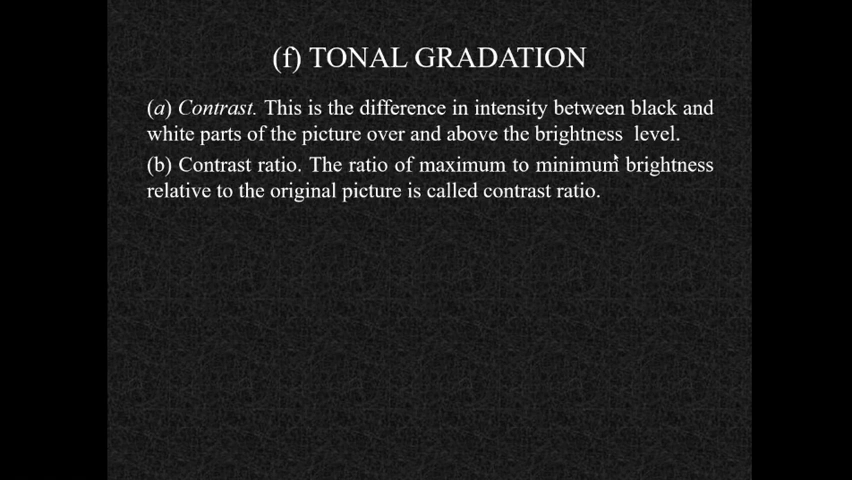 (f) TONAL GRADATION
(a) Contrast. This is the difference in intensity between black and
white parts of the picture over and above the brightness level.
(b) Contrast ratio. The ratio of maximum to minimum brightness
relative to the original picture is called contrast ratio.